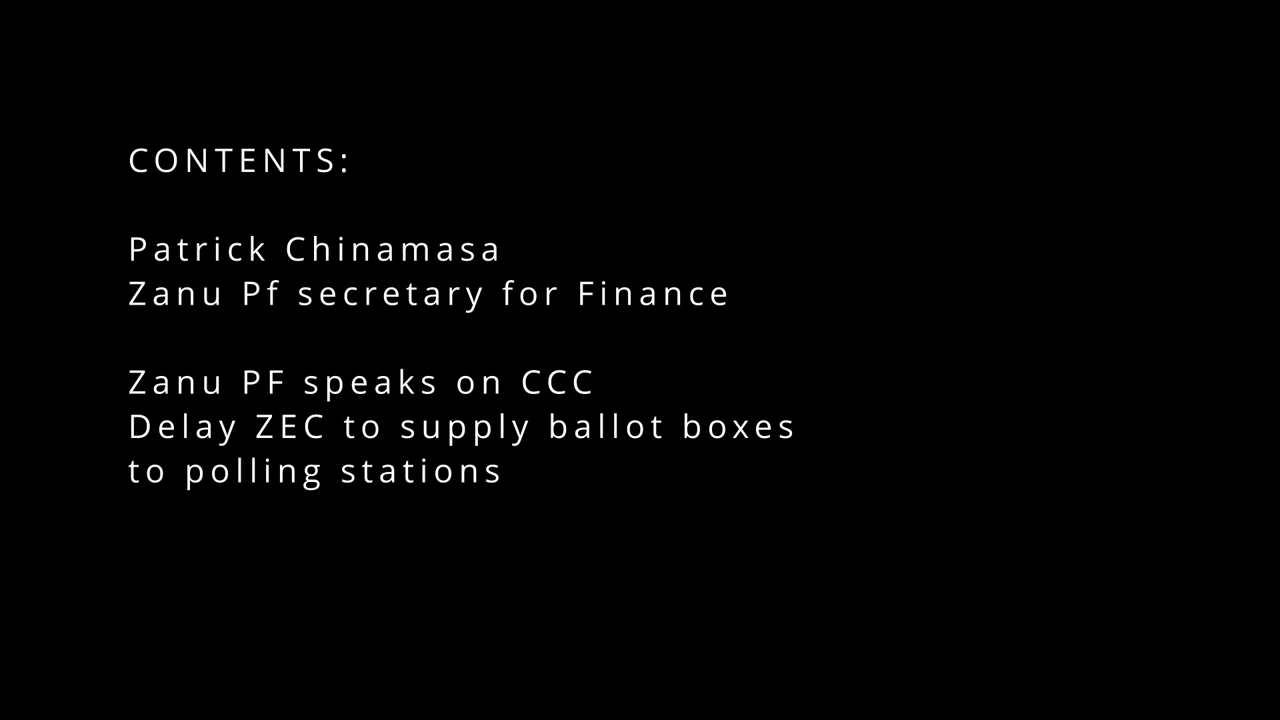 CONTENTS:
Patrick Chinamasa
Zanu Pf secretary for Finance
Zanu PF speaks on CCC
Delay ZEC to supply ballot boxes
to polling stations